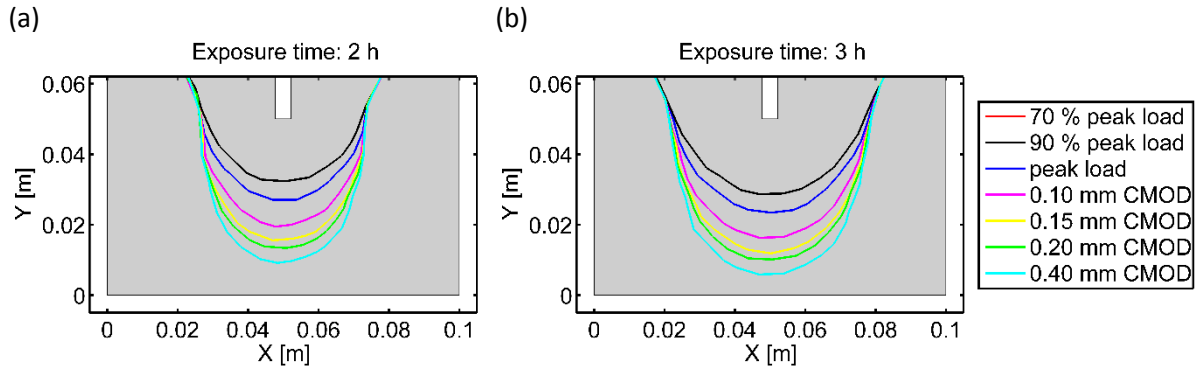 (a)
Exposure time: 2 h
0.06
0.04
0.02
0
Y [m]
0 0.02 0.04 0.06 0.08 0.1
X [m]
(b)
Exposure time: 3 h
0.06
0.04
0.02
0
Y [m]
0 0.02 0.04 0.06 0.08 0.1
X [m]
70 % peak load
90 % peak load
peak load
0.10 mm CMOD
0.15 mm CMOD
0.20 mm CMOD
0.40 mm CMOD